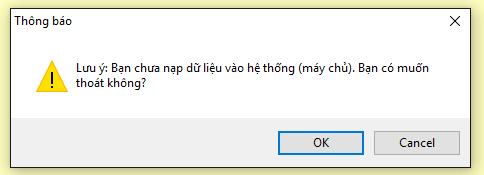 Thông báo
Lưu ý: Bạn chưa nạp dữ liệu vào hệ thống (máy chủ). Bạn có muốn
thoát không?
OK Cancel